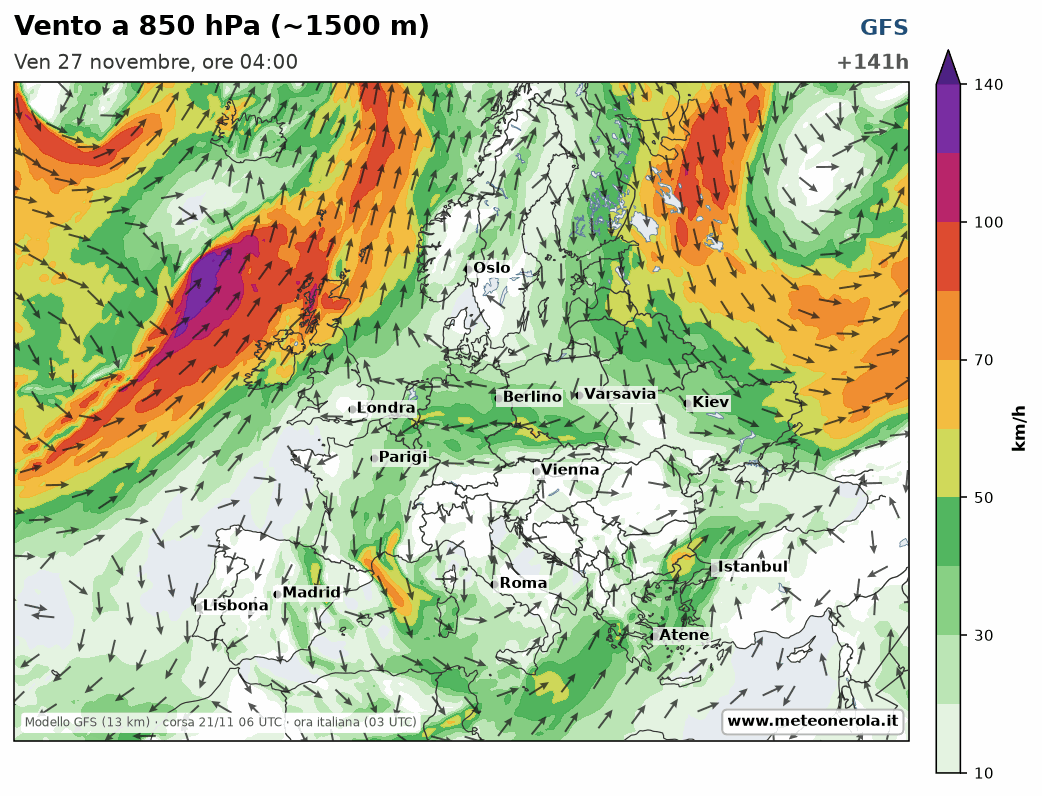 Vento a 850 hPa (~1500 m)
GFS
Ven 27 novembre, ore 04:00
+141h
140
100
70
50
30
10
km/h
Oslo
Berlino
Varsavia
Kiev
Londra
Parigi
Vienna
Istanbul
Roma
Madrid
Lisbona
Atene
Modello GFS (13 km) · corsa 21/11 06 UTC · ora italiana (03 UTC)
www.meteonerola.it